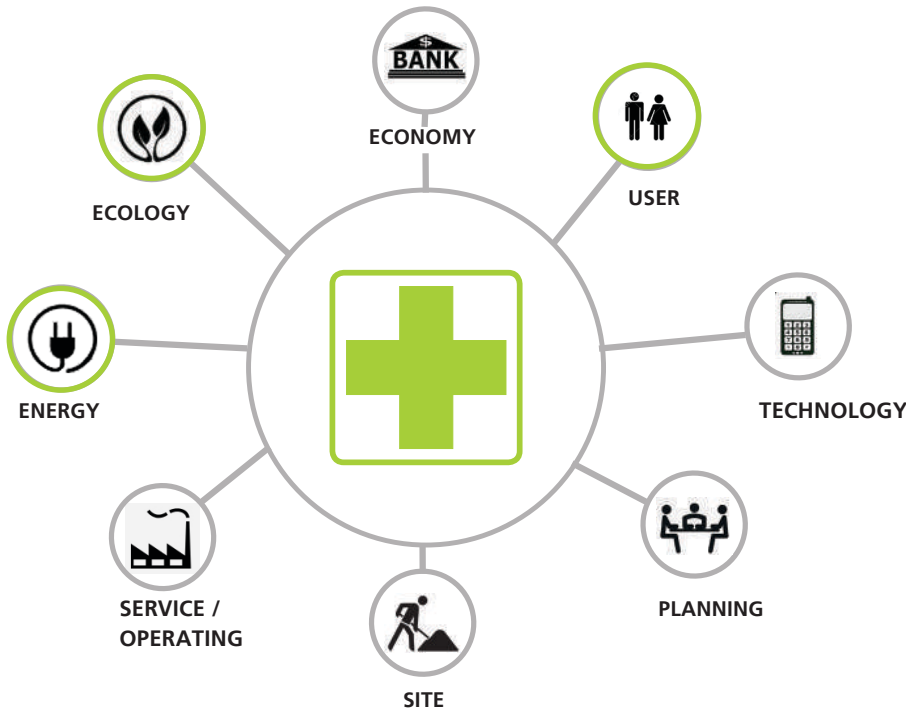 $
BANK
ECONOMY
USER
ECOLOGY
TECHNOLOGY
ENERGY
PLANNING
SERVICE /
OPERATING
SITE